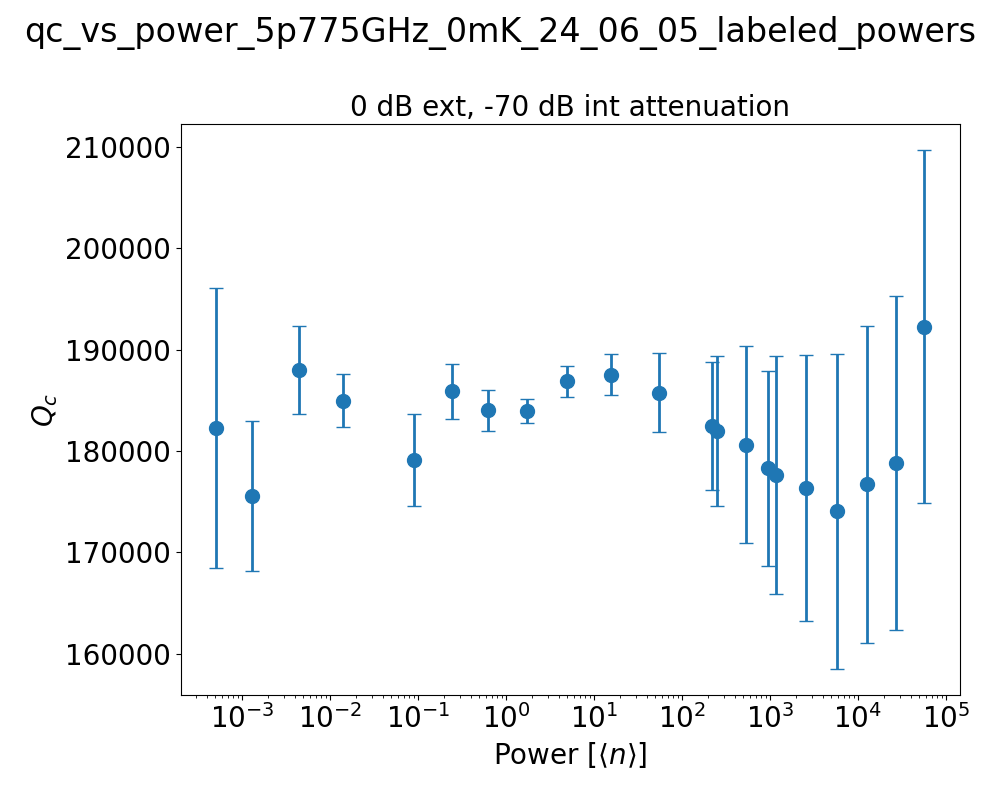 qc_vs_power_5p775GHz_0mK_24_06_05_labeled_powers
0 dB ext, -70 dB int attenuation
210000
200000
190000
180000
170000
160000
Q_c
10^{-3} 10^{-2} 10^{-1} 10^{0} 10^{1} 10^{2} 10^{3} 10^{4} 10^{5}
Power [⟨n⟩]